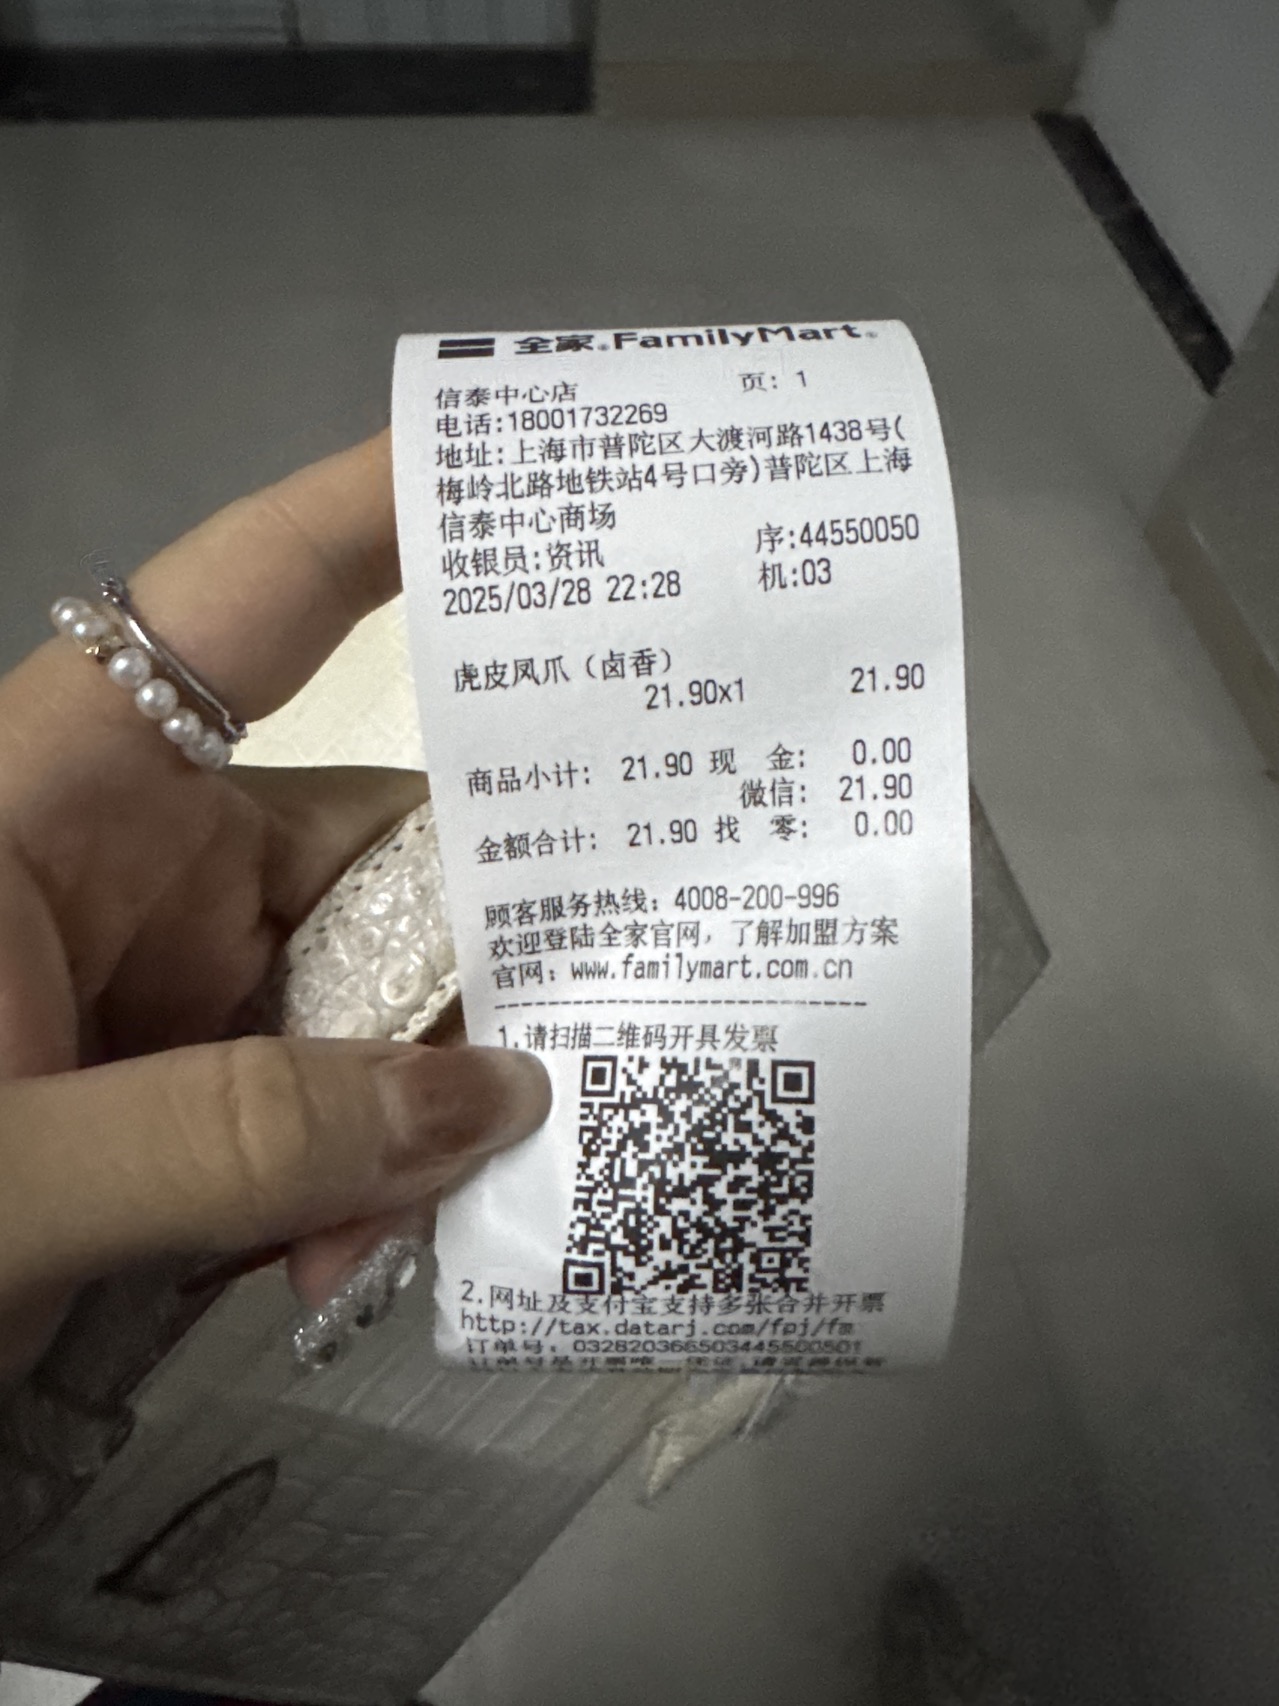 全家®FamilyMart®
信泰中心店 页: 1
电话:18001732269
地址:上海市普陀区大渡河路1438号(
梅岭北路地铁站4号口旁)普陀区上海
信泰中心商场
收银员:资讯 序:44550050
2025/03/28 22:28 机:03
虎皮凤爪（卤香）
21.90x1 21.90
商品小计: 21.90 现 金: 0.00
微信: 21.90
金额合计: 21.90 找 零: 0.00
顾客服务热线: 4008-200-996
欢迎登陆全家官网，了解加盟方案
官网: www.familymart.com.cn
1.请扫描二维码开具发票
2.网址及支付宝支持多张合并开票
http://tax.datarj.com/fpj/fm
订单号: